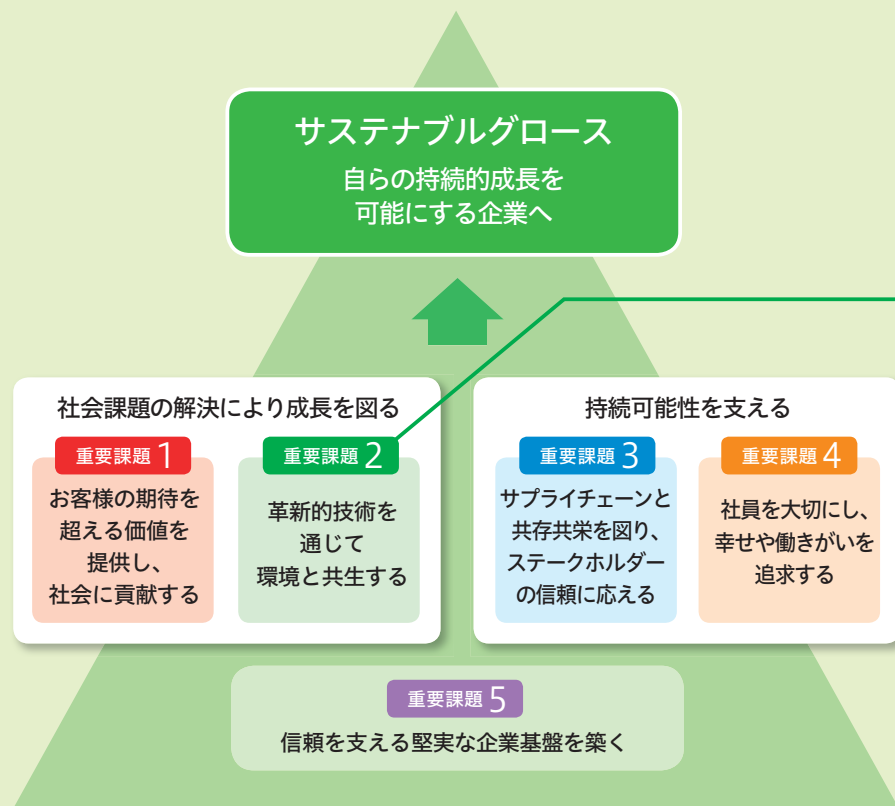 サステナブルグロース
自らの持続的成長を
可能にする企業へ
社会課題の解決により成長を図る
重要課題 1
お客様の期待を
超える価値を
提供し、
社会に貢献する
重要課題 2
革新的技術を
通じて
環境と共生する
持続可能性を支える
重要課題 3
サプライチェーンと
共存共栄を図り、
ステークホルダー
の信頼に応える
重要課題 4
社員を大切にし、
幸せや働きがいを
追求する
重要課題 5
信頼を支える堅実な企業基盤を築く